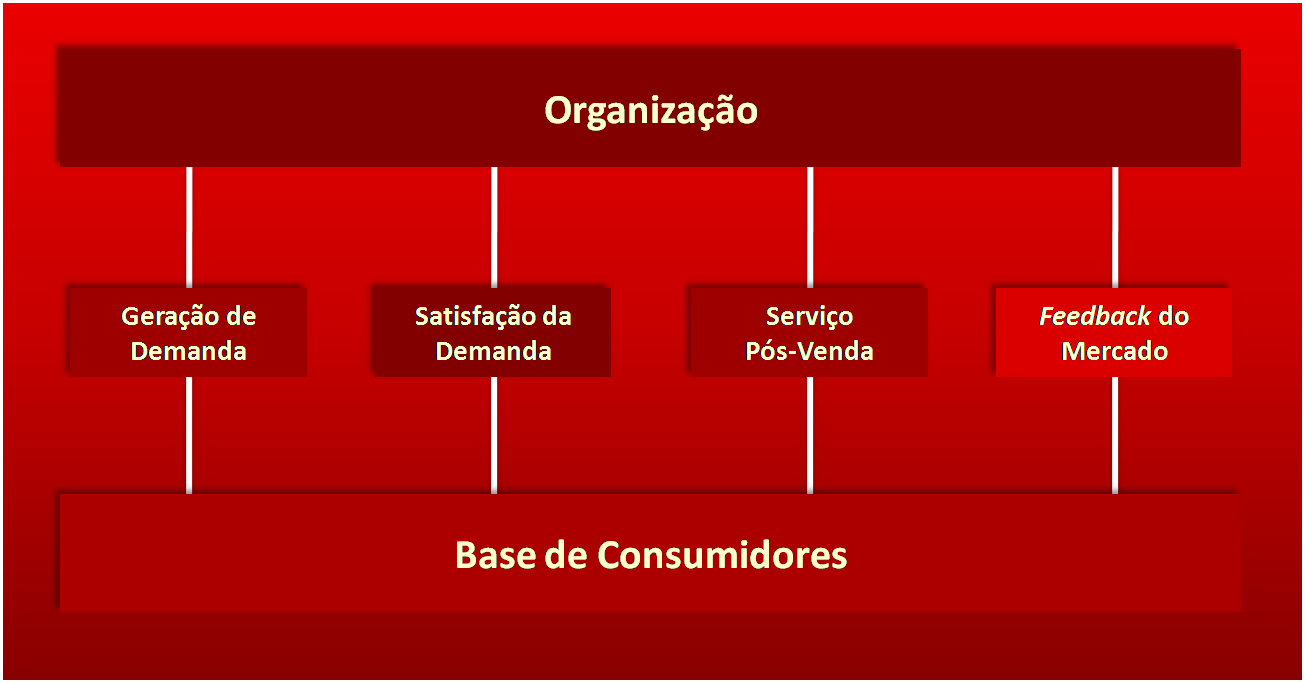 Organização
Geração de
Demanda
Satisfação da
Demanda
Serviço
Pós-Venda
Feedback do
Mercado
Base de Consumidores